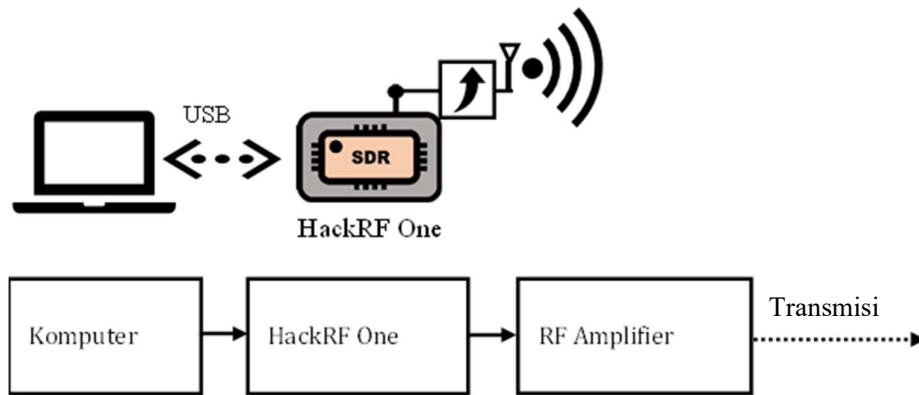 USB
SDR
HackRF One
Komputer
HackRF One
RF Amplifier
Transmisi